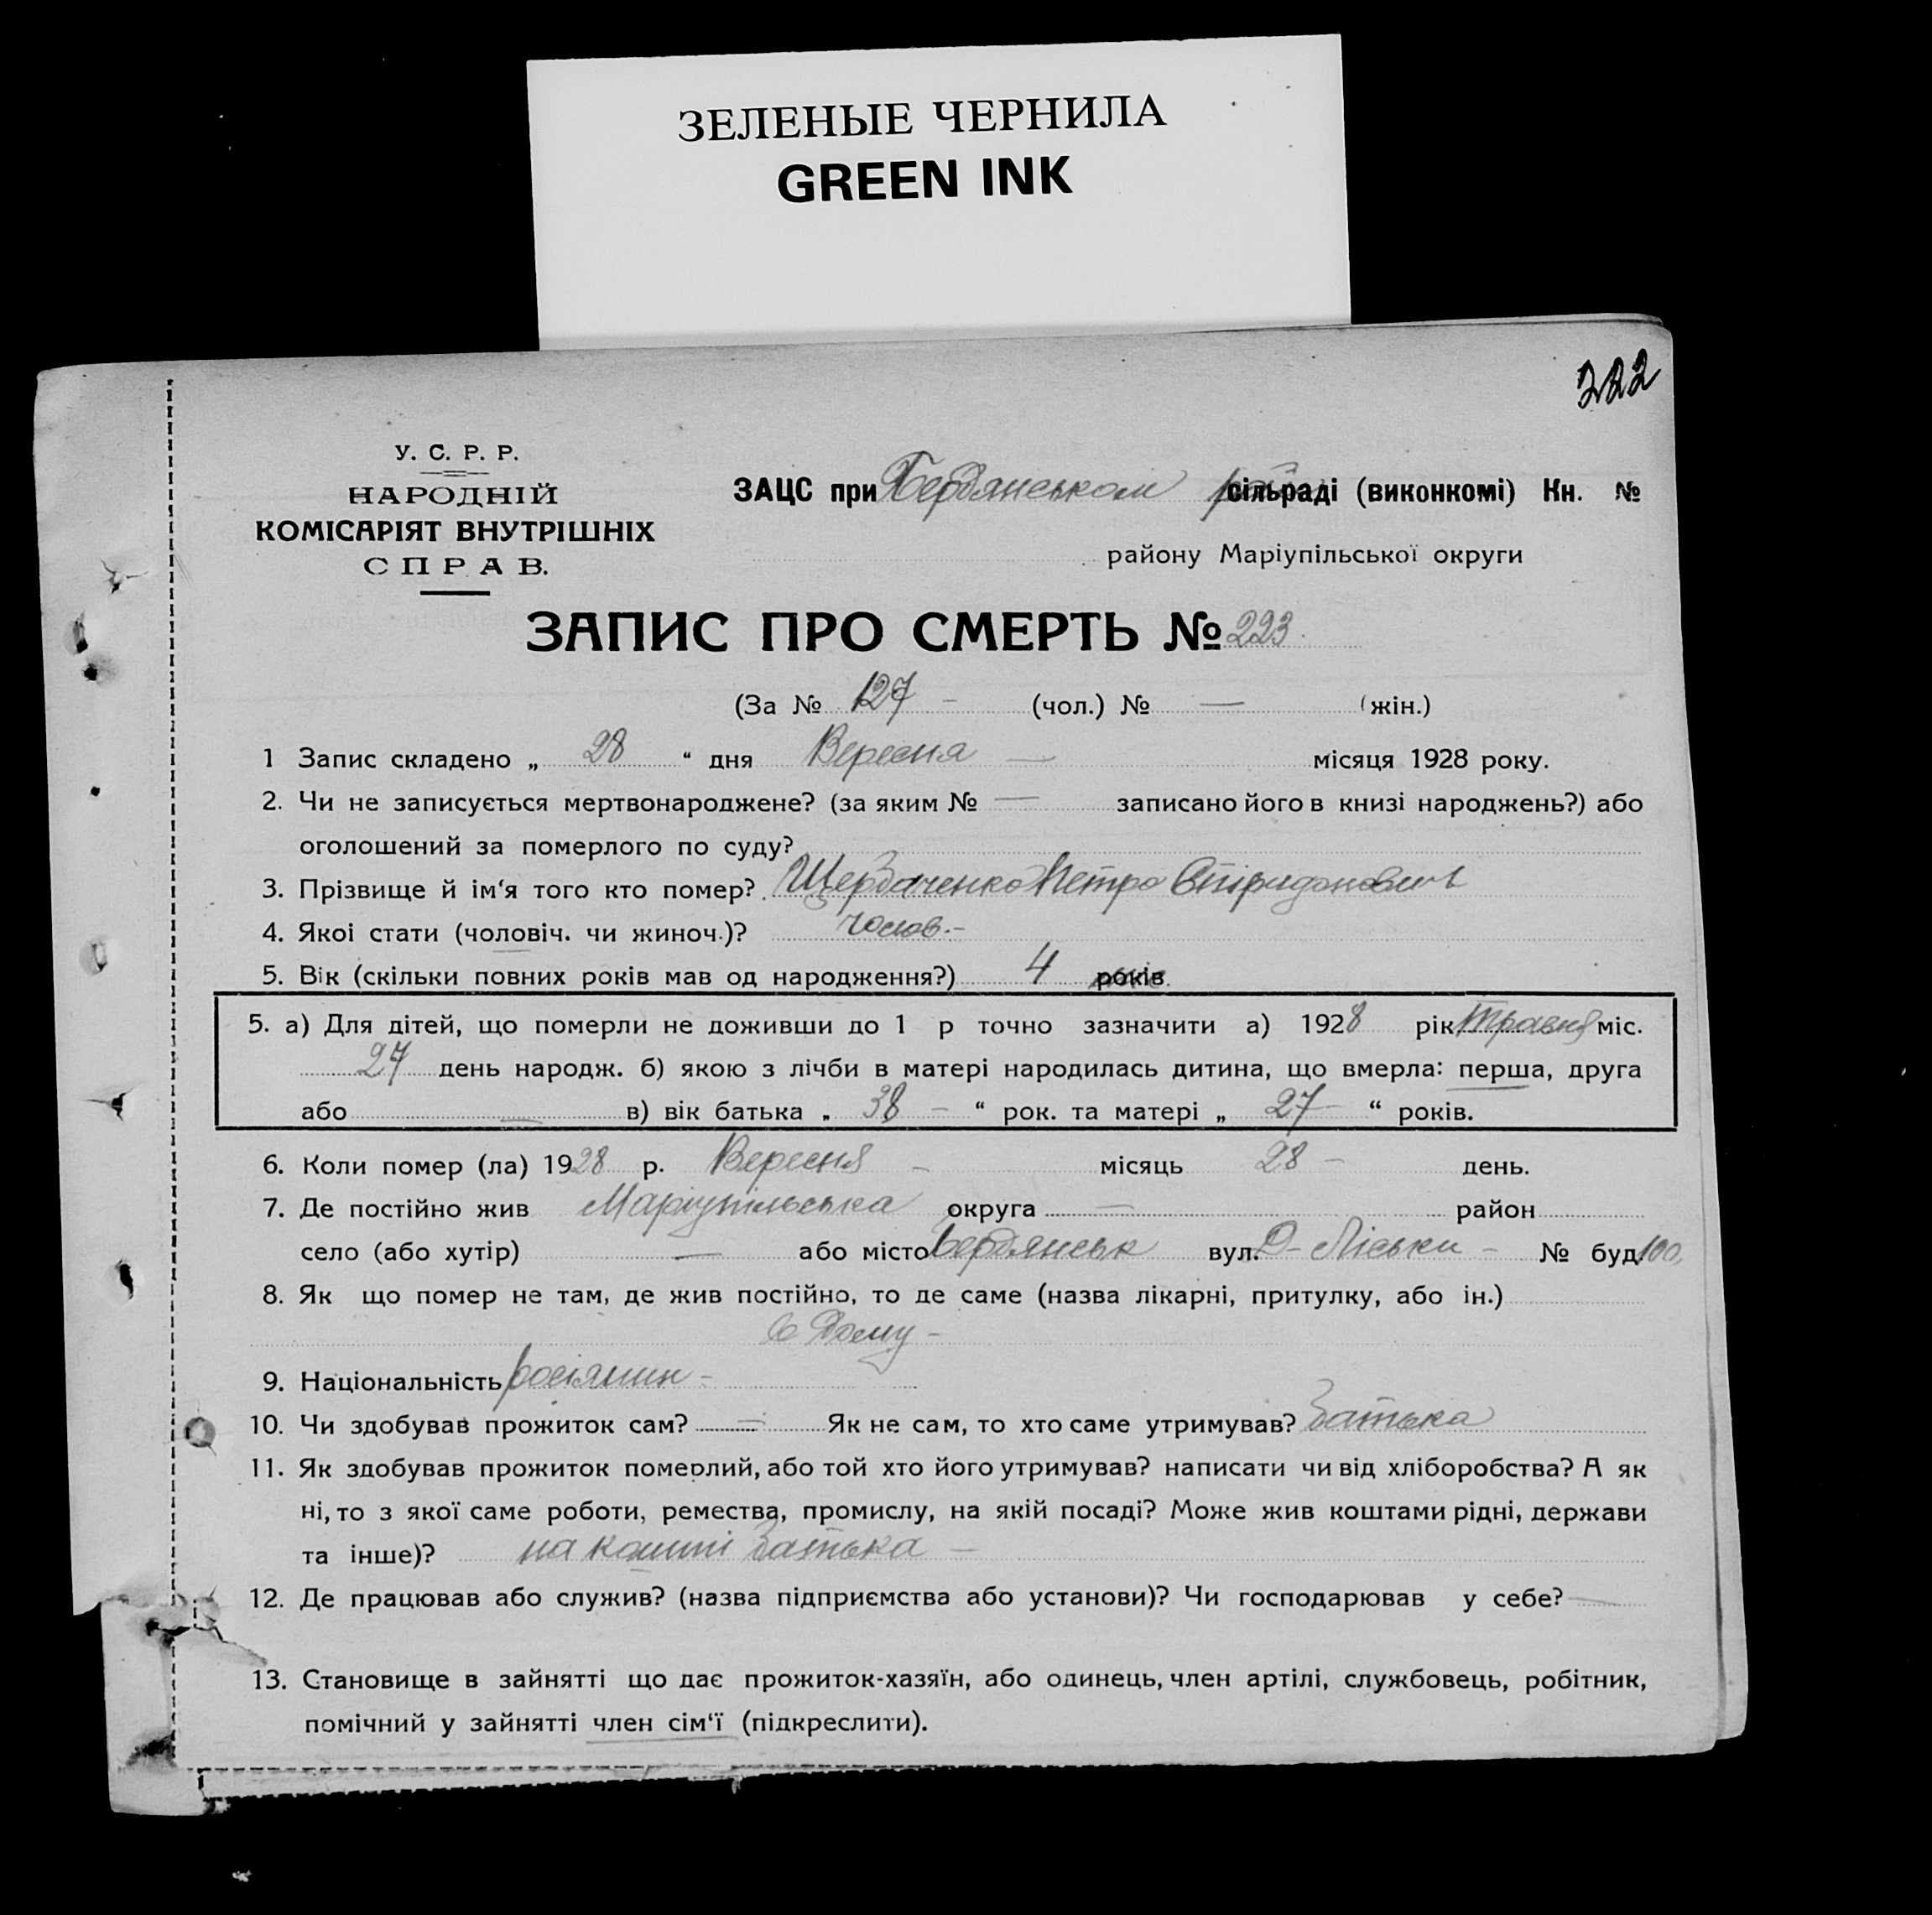 ЗЕЛЕНЫЕ ЧЕРНИЛА
GREEN INK
222
У. С. Р. Р.
НАРОДНІЙ
КОМІСАРІЯТ ВНУТРІШНІХ
СПРАВ.
ЗАЦС при Бердянськом сільраді (виконкомі) Кн. №
району Маріупільської округи
ЗАПИС ПРО СМЕРТЬ № 223.
(За № 127 — (чол.) № — (жін.)
1 Запис складено „ 28 “ дня Вересня — місяця 1928 року.
2. Чи не записується мертвонароджене? (за яким № — записано його в книзі народжень?) або
оголошений за померлого по суду?
3. Прізвище й ім‘я того кто помер? Щербаченко Петро Спіридонович
4. Якоі стати (чоловіч. чи жиноч.)? чолов. –
5. Вік (скільки повних років мав од народження?) 4 років
5. а) Для дітей, що померли не доживши до 1 р точно зазначити а) 1928 рік Травня міс.
27 день народж. б) якою з лічби в матері народилась дитина, що вмерла: перша, друга
або — в) вік батька „ 38 – “ рок. та матері „ 27 – “ років.
6. Коли помер (ла) 1928 р. Вересня – місяць 28 – день.
7. Де постійно жив Маріупільська округа — район
село (або хутір) — або місто Бердянськ вул. Лiськи – № буд. 100,
8. Як що помер не там, де жив постійно, то де саме (назва лікарні, притулку, або ін.)
в дому –
9. Національність росіянин –
10. Чи здобував прожиток сам? — Як не сам, то хто саме утримував? Батька
11. Як здобував прожиток померлий, або той хто його утримував? написати чи від хліборобства? А як
ні, то з якої саме роботи, ремества, промислу, на якій посаді? Може жив коштами рідні, держави
та інше)? на кошті батька —
12. Де працював або служив? (назва підприємства або установи)? Чи господарював у себе? —
13. Становище в зайнятті що дає прожиток-хазяїн, або одинець, член артілі, службовець, робітник,
помічний у зайнятті член сім‘ї (підкреслити).